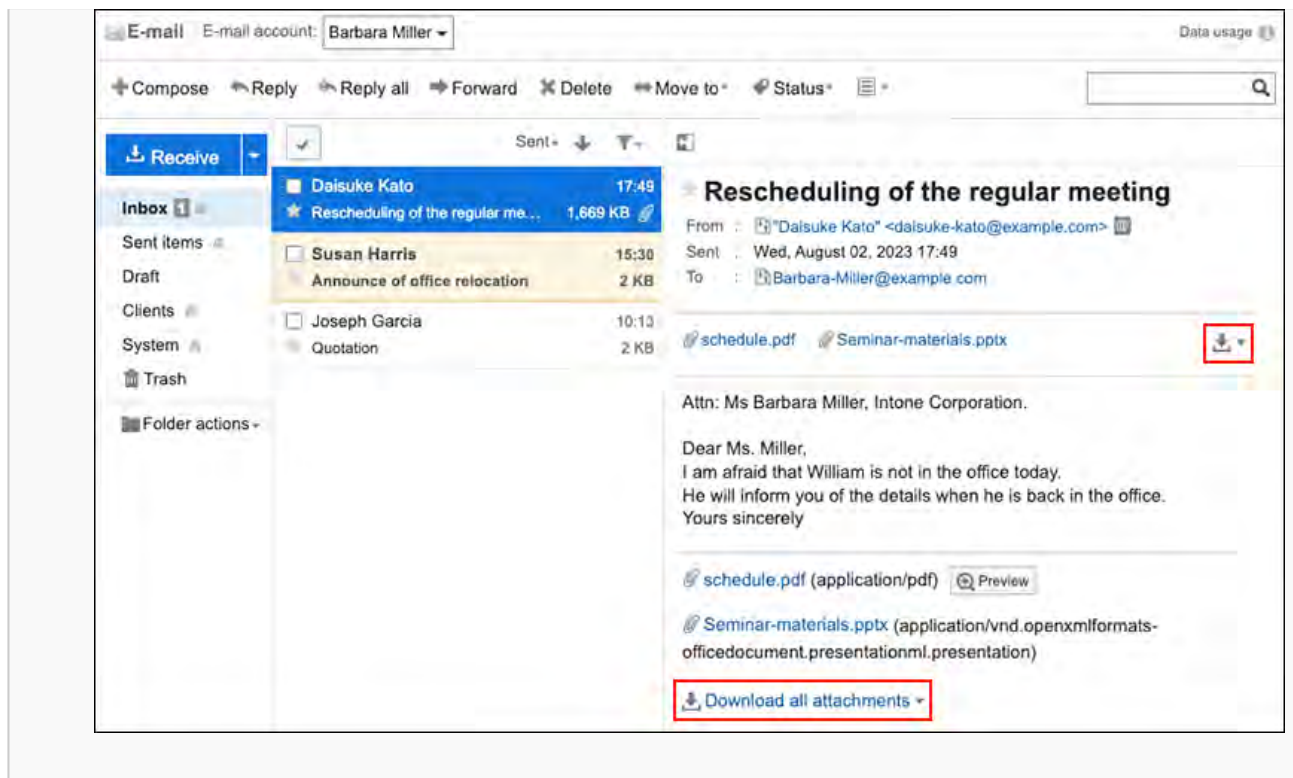 E-mail E-mail account: Barbara Miller Data usage
Compose Reply Reply all Forward Delete Move to Status
Receive
Sent
Inbox 1
Sent items
Draft
Clients
System
Trash
Folder actions
Daisuke Kato 17:49
Rescheduling of the regular me... 1,669 KB
Susan Harris 15:30
Announce of office relocation 2 KB
Joseph Garcia 10:13
Quotation 2 KB
Rescheduling of the regular meeting
From : "Daisuke Kato" <daisuke-kato@example.com>
Sent : Wed, August 02, 2023 17:49
To : Barbara-Miller@example.com
schedule.pdf Seminar-materials.pptx
Attn: Ms Barbara Miller, Intone Corporation.
Dear Ms. Miller,
I am afraid that William is not in the office today.
He will inform you of the details when he is back in the office.
Yours sincerely
schedule.pdf (application/pdf) Preview
Seminar-materials.pptx (application/vnd.openxmlformats-
officedocument.presentationml.presentation)
Download all attachments